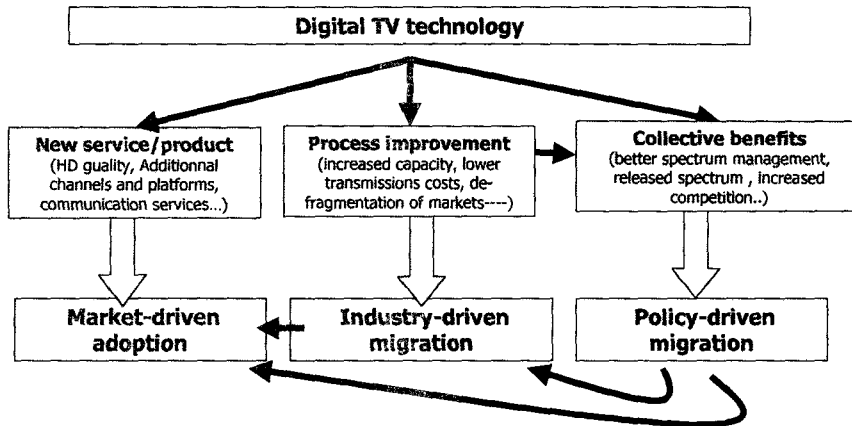 Digital TV technology
New service/product
(HD guality, Additionnal
channels and platforms,
communication services...)
Process improvement
(increased capacity, lower
transmissions costs, de-
fragmentation of markets----)
Collective benefits
(better spectrum management,
released spectrum , increased
competition..)
Market-driven
adoption
Industry-driven
migration
Policy-driven
migration